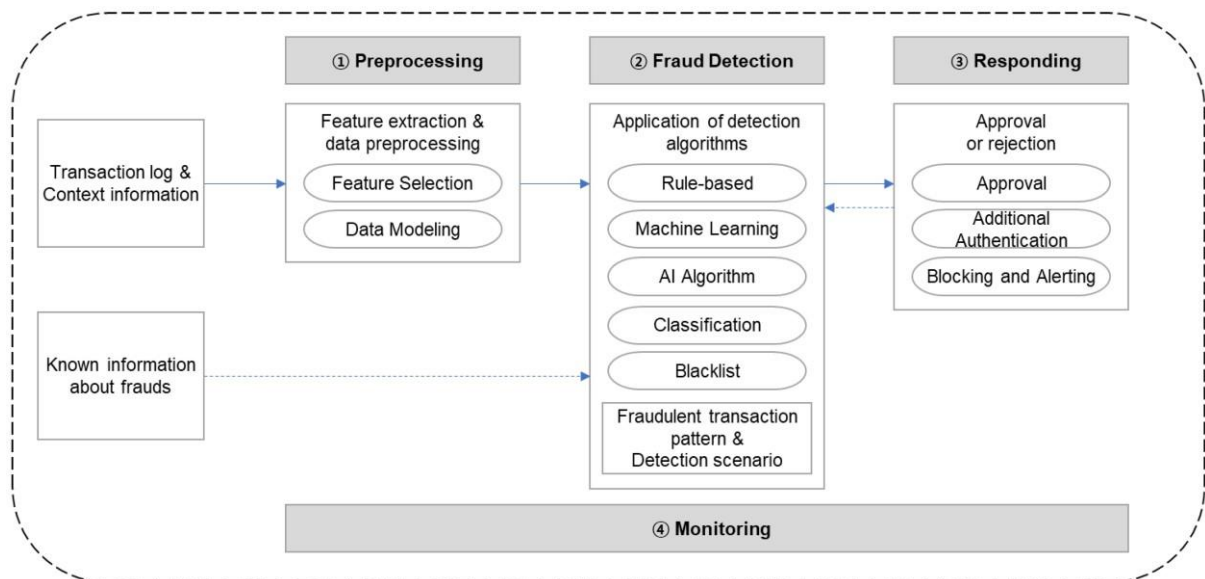 ① Preprocessing
② Fraud Detection
③ Responding
Transaction log &
Context information
Known information
about frauds
Feature extraction &
data preprocessing
Feature Selection
Data Modeling
Application of detection
algorithms
Rule-based
Machine Learning
AI Algorithm
Classification
Blacklist
Fraudulent transaction
pattern &
Detection scenario
Approval
or rejection
Approval
Additional
Authentication
Blocking and Alerting
④ Monitoring